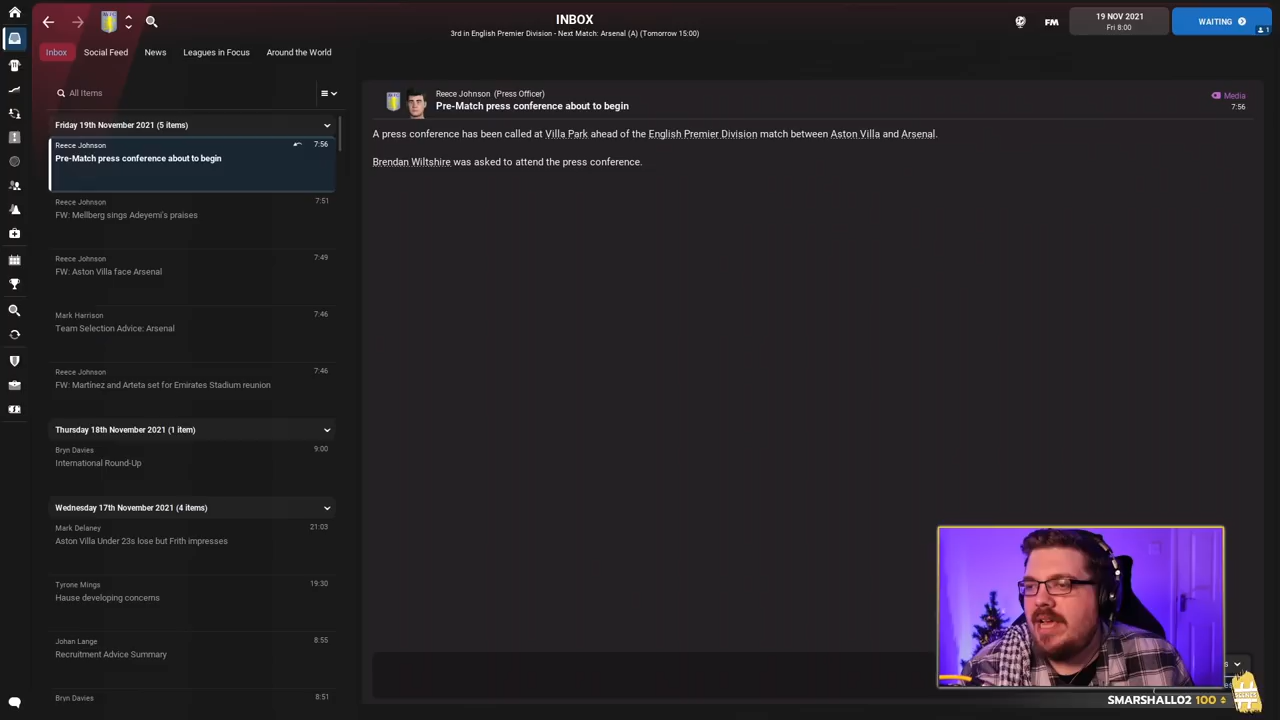 INBOX
3rd in English Premier Division - Next Match: Arsenal (A) (Tomorrow 15:00)
FM
19 NOV 2021
Fri 8:00
WAITING
1
Inbox
Social Feed
News
Leagues in Focus
Around the World
All Items
Friday 19th November 2021 (5 items)
Reece Johnson
7:56
Pre-Match press conference about to begin
Reece Johnson
7:51
FW: Mellberg sings Adeyemi's praises
Reece Johnson
7:49
FW: Aston Villa face Arsenal
Mark Harrison
7:46
Team Selection Advice: Arsenal
Reece Johnson
7:46
FW: Martínez and Arteta set for Emirates Stadium reunion
Thursday 18th November 2021 (1 item)
Bryn Davies
9:00
International Round-Up
Wednesday 17th November 2021 (4 items)
Mark Delaney
21:03
Aston Villa Under 23s lose but Frith impresses
Tyrone Mings
19:30
Hause developing concerns
Johan Lange
8:55
Recruitment Advice Summary
Bryn Davies
8:51
Reece Johnson (Press Officer)
Pre-Match press conference about to begin
Media
7:56
A press conference has been called at Villa Park ahead of the English Premier Division match between Aston Villa and Arsenal.
Brendan Wiltshire was asked to attend the press conference.
SMARSHALL02 100